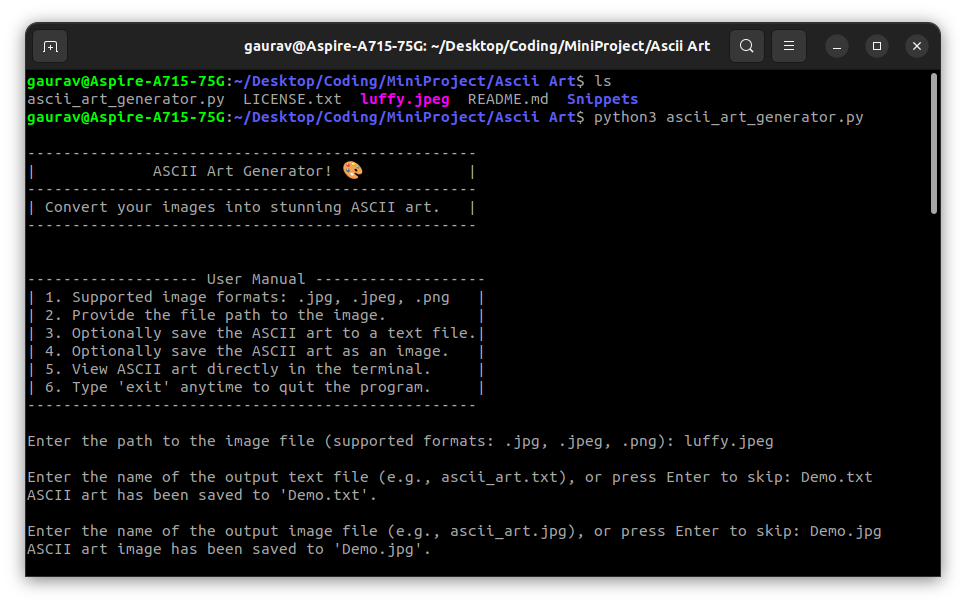 gaurav@Aspire-A715-75G: ~/Desktop/Coding/MiniProject/Ascii Art
gaurav@Aspire-A715-75G:~/Desktop/Coding/MiniProject/Ascii Art$ ls
ascii_art_generator.py  LICENSE.txt  luffy.jpeg  README.md  Snippets
gaurav@Aspire-A715-75G:~/Desktop/Coding/MiniProject/Ascii Art$ python3 ascii_art_generator.py
--------------------------------------------------
|             ASCII Art Generator! 🎨            |
--------------------------------------------------
| Convert your images into stunning ASCII art.   |
--------------------------------------------------
------------------- User Manual -------------------
| 1. Supported image formats: .jpg, .jpeg, .png   |
| 2. Provide the file path to the image.          |
| 3. Optionally save the ASCII art to a text file.|
| 4. Optionally save the ASCII art as an image.   |
| 5. View ASCII art directly in the terminal.     |
| 6. Type 'exit' anytime to quit the program.     |
--------------------------------------------------
Enter the path to the image file (supported formats: .jpg, .jpeg, .png): luffy.jpeg
Enter the name of the output text file (e.g., ascii_art.txt), or press Enter to skip: Demo.txt
ASCII art has been saved to 'Demo.txt'.
Enter the name of the output image file (e.g., ascii_art.jpg), or press Enter to skip: Demo.jpg
ASCII art image has been saved to 'Demo.jpg'.